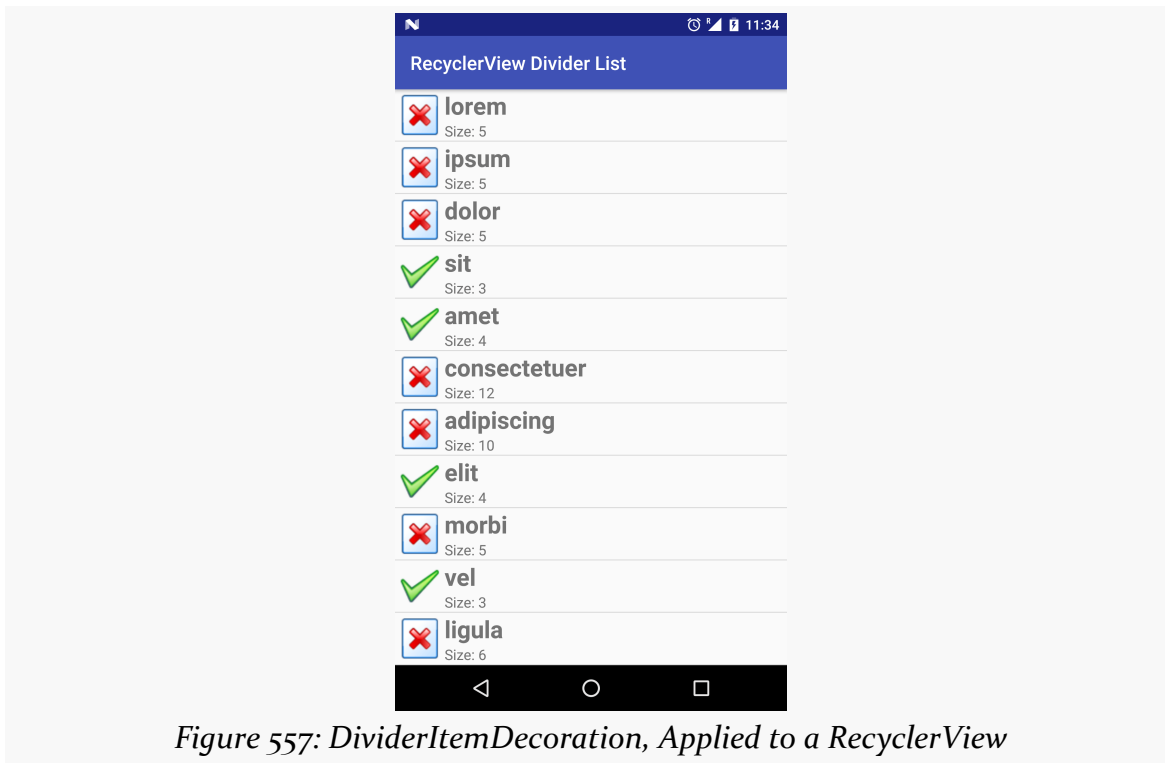 11:34
RecyclerView Divider List
lorem
Size: 5
ipsum
Size: 5
dolor
Size: 5
sit
Size: 3
amet
Size: 4
consectetuer
Size: 12
adipiscing
Size: 10
elit
Size: 4
morbi
Size: 5
vel
Size: 3
ligula
Size: 6
Figure 557: DividerItemDecoration, Applied to a RecyclerView